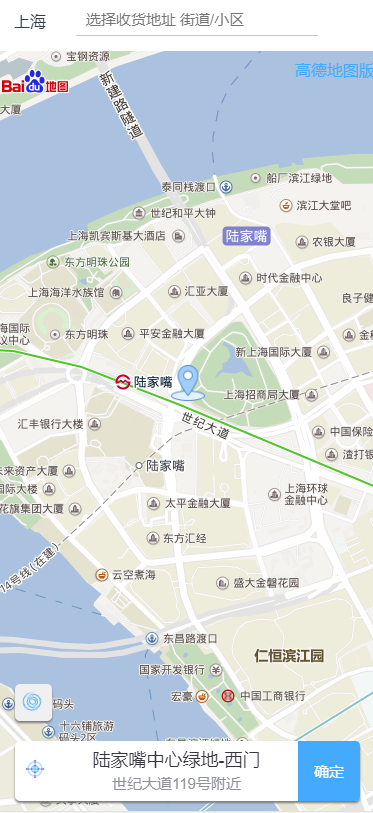 上海
选择收货地址 街道/小区
宝钢资源
高德地图版
Baidu地图
大厦
新建路隧道
船厂滨江绿地
泰同栈渡口
滨江大堂吧
世纪和平大钟
上海凯宾斯基大酒店
陆家嘴
农银大厦
东方明珠公园
时代金融中心
上海海洋水族馆
汇亚大厦
良子健
海国际
议中心
东方明珠
平安金融大厦
金
新上海国际大厦
陆家嘴
上海招商局大厦
汇丰银行大楼
世纪大道
中国保险
渣打银
陆家嘴
未来资产大厦
国际大楼
上海环球
金融中心
花旗集团大厦
太平金融大厦
东方汇经
14号线(在建)
云空煮海
盛大金磐花园
东昌路渡口
仁恒滨江园
国家开发银行
宏豪
中国工商银行
码头
十六铺旅游
码头2区
陆家嘴中心绿地-西门
世纪大道119号附近
确定